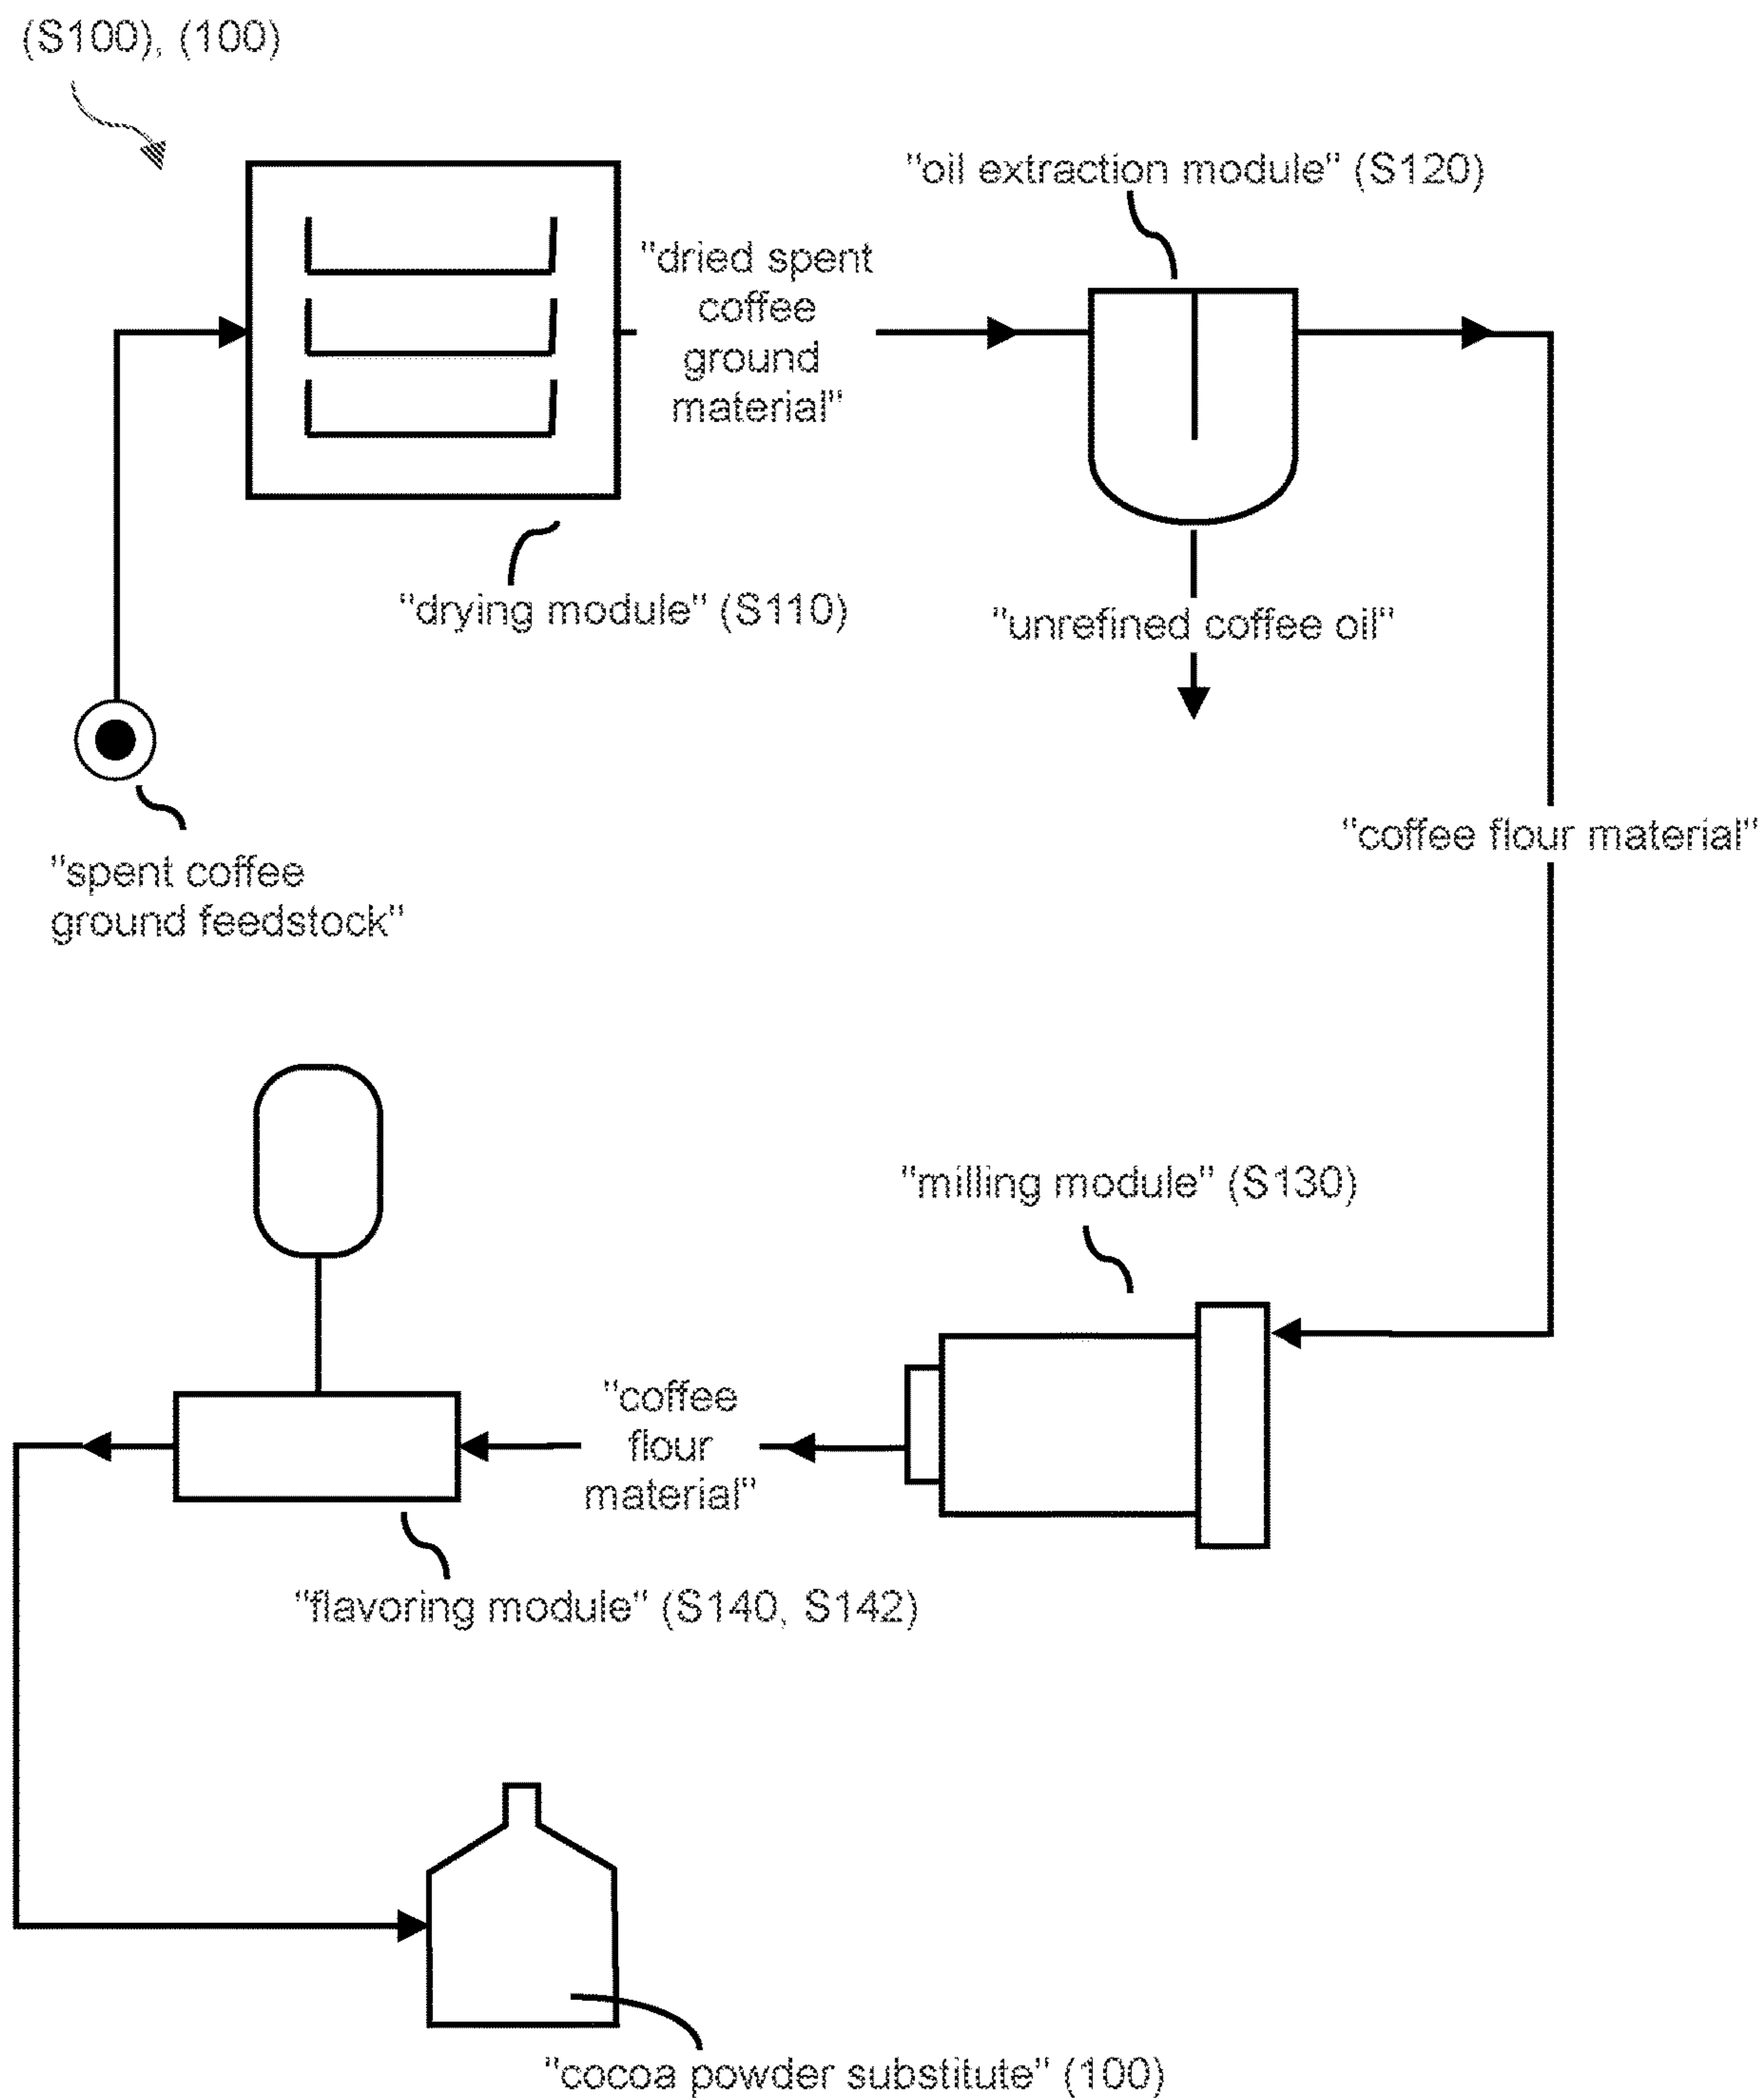 (S100), (100)
"oil extraction module" (S120)
"dried spent
coffee
ground
material"
"drying module" (S110)
"unrefined coffee oil"
"spent coffee
ground feedstock"
"coffee flour material"
"milling module" (S130)
"coffee
flour
material"
"flavoring module" (S140, S142)
"cocoa powder substitute" (100)